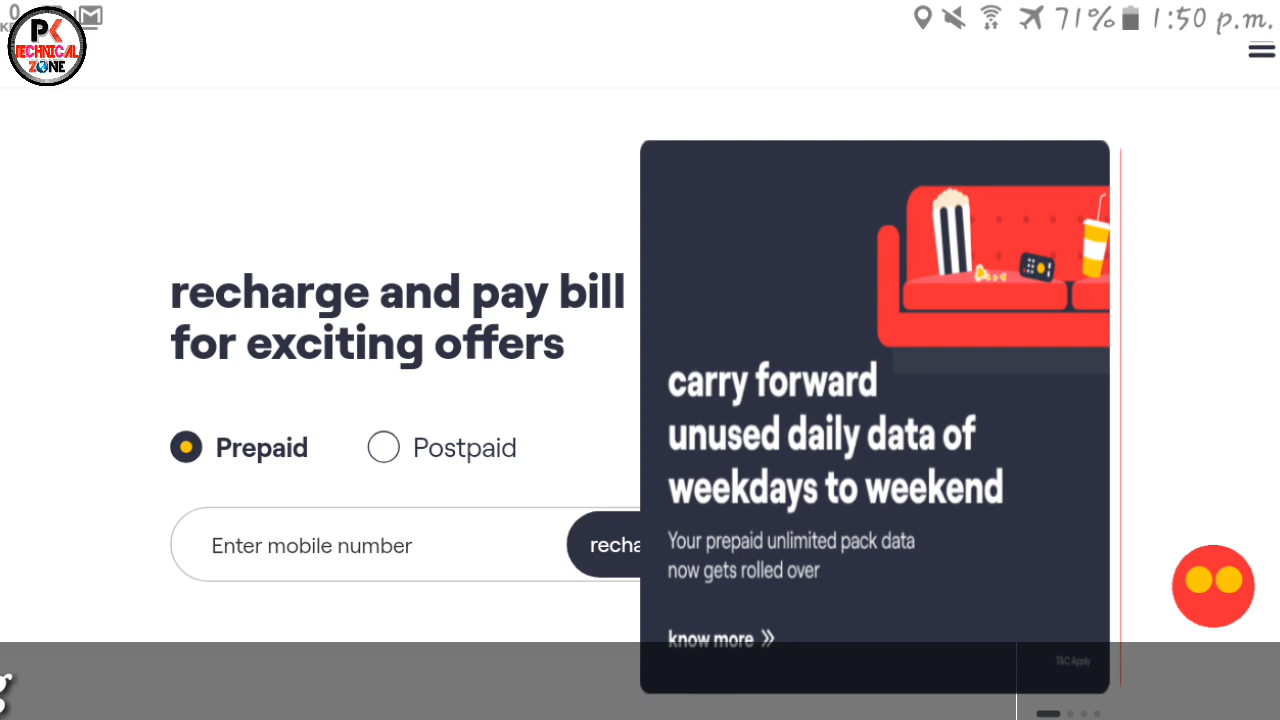 0
PK
TECHNICAL
ZONE
71% 1:50 p.m.
recharge and pay bill
for exciting offers
Prepaid Postpaid
Enter mobile number
recha
carry forward
unused daily data of
weekdays to weekend
Your prepaid unlimited pack data
now gets rolled over
know more
T&C Apply
g